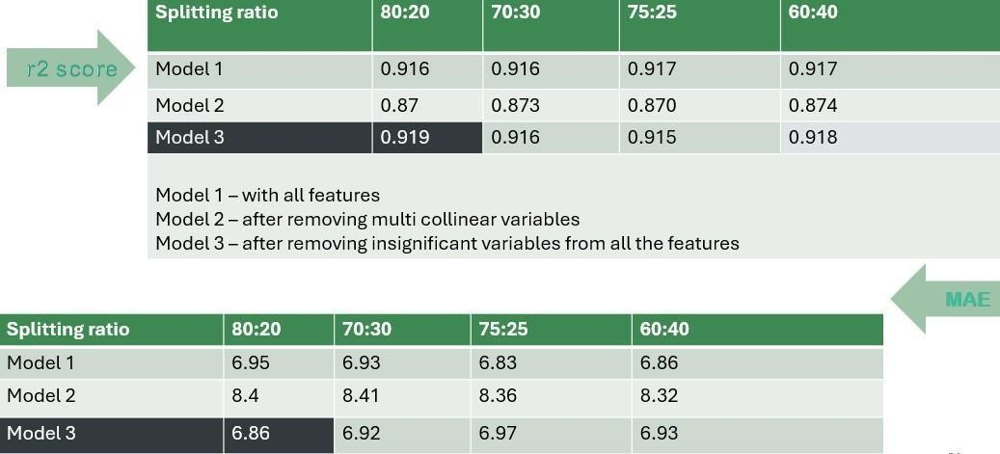 Splitting ratio 80:20 70:30 75:25 60:40
r2 score
Model 1 0.916 0.916 0.917 0.917
Model 2 0.87 0.873 0.870 0.874
Model 3 0.919 0.916 0.915 0.918
Model 1 – with all features
Model 2 – after removing multi collinear variables
Model 3 – after removing insignificant variables from all the features
MAE
Splitting ratio 80:20 70:30 75:25 60:40
Model 1 6.95 6.93 6.83 6.86
Model 2 8.4 8.41 8.36 8.32
Model 3 6.86 6.92 6.97 6.93